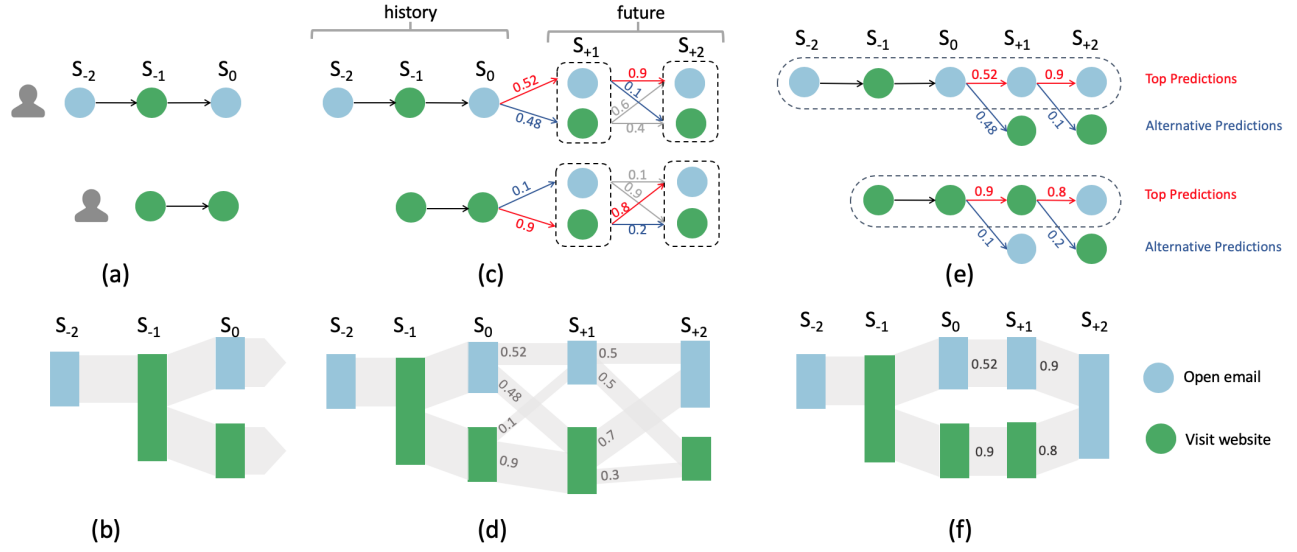 history
future
S-2 S-1 S0
S-2 S-1 S0 S+1 S+2
0.52 0.9
0.1
0.48 0.6
0.4
0.1 0.1
0.9
0.9 0.8
0.2
S-2 S-1 S0 S+1 S+2
0.52 0.9 Top Predictions
0.48 0.1 Alternative Predictions
0.9 0.8 Top Predictions
0.1 0.2 Alternative Predictions
(a) (c) (e)
S-2 S-1 S0
S-2 S-1 S0 S+1 S+2
0.52 0.5
0.48 0.5
0.1 0.7
0.9 0.3
S-2 S-1 S0 S+1 S+2
0.52 0.9
0.9 0.8
Open email
Visit website
(b) (d) (f)